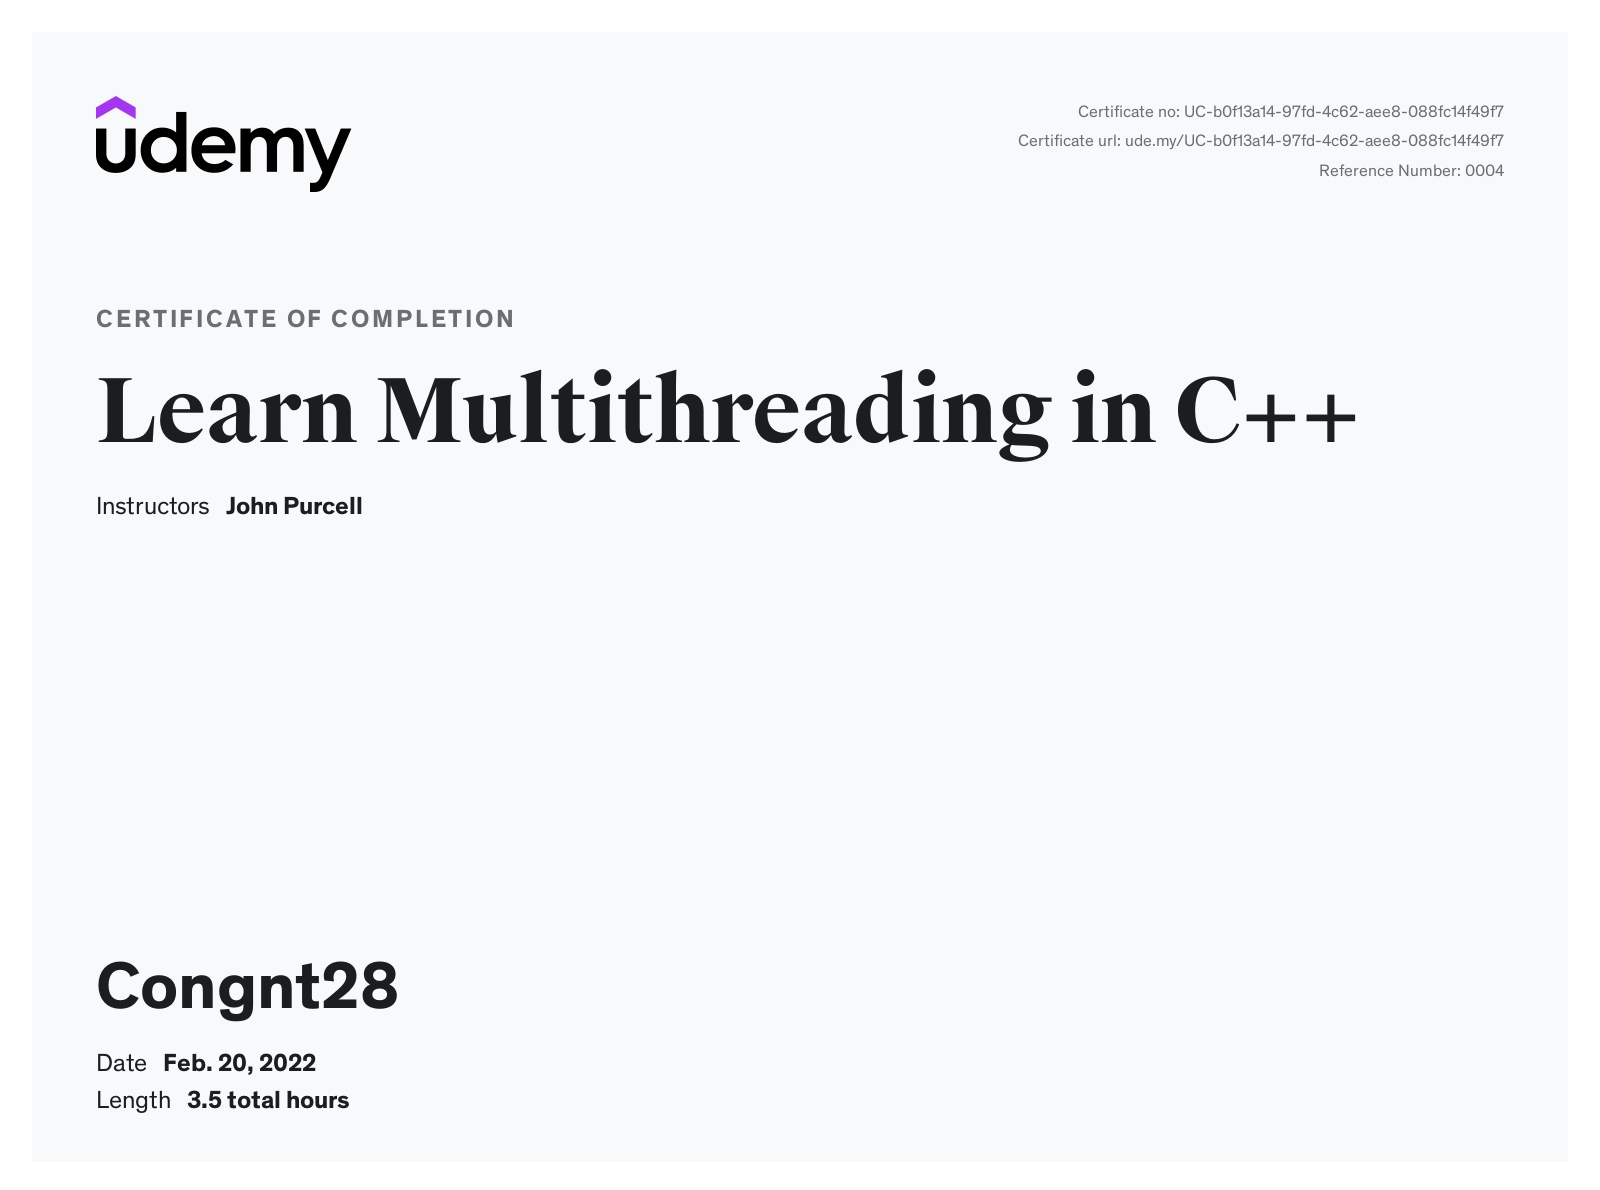 udemy
Certificate no: UC-b0f13a14-97fd-4c62-aee8-088fc14f49f7
Certificate url: ude.my/UC-b0f13a14-97fd-4c62-aee8-088fc14f49f7
Reference Number: 0004
CERTIFICATE OF COMPLETION
Learn Multithreading in C++
Instructors John Purcell
Congnt28
Date Feb. 20, 2022
Length 3.5 total hours